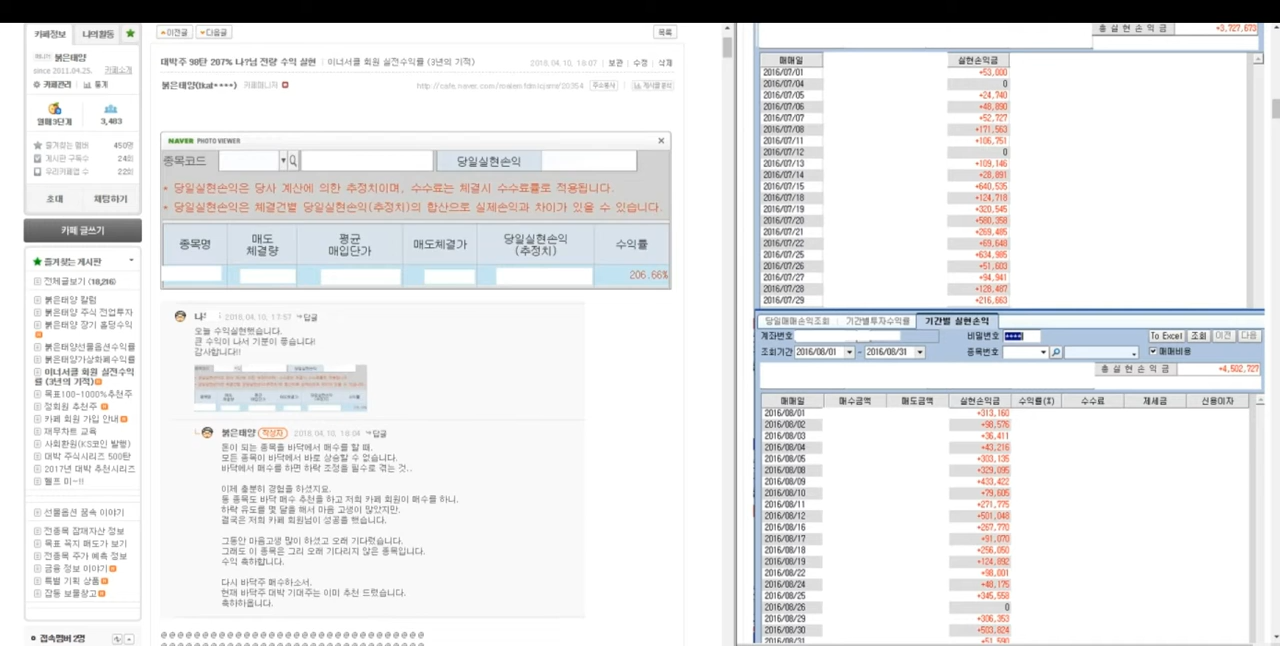 카페정보 나의활동
붉은태양
since 2011.04.25. 카페소개
카페관리 통계
열매3단계 3,483
즐겨찾는 멤버 450명
게시판 구독수 24회
우리카페앱 수 22회
초대 채팅하기
카페 글쓰기
즐겨찾는 게시판
전체글보기 (18,216)
붉은태양 칼럼
붉은태양 주식 전업투자
붉은태양 장기 홀딩수익
붉은태양선물옵션수익률
붉은태양가상화폐수익률
이너서클 회원 실전수익률 (3년의 기적)
목표100-1000%추천주
정회원 추천주
카페 회원 가입 안내
재무차트 교육
사회환원(KS코인 발행)
대박 주식시리즈 500탄
2017년 대박 추천시리즈
헬프 미~!!
선물옵션 꿈속 이야기
전종목 잠재자산 정보
목표 꼭지 패도가 보기
전종목 주가 예측 정보
금융 정보 이야기
특별 기획 상품
잡동 보물창고
접속멤버 2명
이전글 다음글 목록
대박주 98탄 207% 나?님 전량 수익 실현 | 이너서클 회원 실전수익률 (3년의 기적) 2018.04.10. 18:07 보관 수정 삭제
붉은태양(tkat****) 카페매니저 주소복사
NAVER PHOTO VIEWER
종목코드 당일실현손익
* 당일실현손익은 당사 계산에 의한 추정치이며, 수수료는 체결시 수수료률로 적용됩니다.
* 당일실현손익은 체결건별 당일실현손익(추정치)의 합산으로 실제손익과 차이가 있을 수 있습니다.
종목명 매도체결량 평균매입단가 매도체결가 당일실현손익(추정치) 수익률
206.66%
나? 2018.04.10. 17:57 답글
오늘 수익실현했습니다.
큰 수익이 나서 기분이 좋습니다!
감사합니다!!
붉은태양 작성자 2018.04.10. 18:04 답글
돈이 되는 종목을 바닥에서 매수를 할 때.
모든 종목이 바닥에서 바로 상승할 수 없습니다.
바닥에서 매수를 하면 하락 조정을 필수로 겪는 것..
이제 충분히 경험을 하셨지요.
동 종목도 바닥 매수 추천을 하고 저희 카페 회원이 매수를 하니.
하락 유도를 몇 달을 해서 마음 고생이 많았지만.
결국은 저희 카페 회원님이 성공을 했습니다.
그동안 마음고생 많이 하셨고 오래 기다렸습니다.
그래도 이 종목은 그리 오래 기다리지 않은 종목입니다.
수익 축하합니다.
다시 바닥주 매수하소서.
현재 바닥주 대박 기대주는 이미 추천 드렸습니다.
축하하옵니다.
@@@@@@@@@@@@@@@@@@@@@@@@@@@@@@
총 실 현 손 익 금 +3,727,673
매매일 실현손익금
2016/07/01 +53,000
2016/07/04 0
2016/07/05 +24,740
2016/07/06 +48,890
2016/07/07 +52,727
2016/07/08 +171,563
2016/07/11 +106,751
2016/07/12 0
2016/07/13 +109,146
2016/07/14 +28,891
2016/07/15 +640,535
2016/07/18 +124,718
2016/07/19 +320,545
2016/07/20 +580,358
2016/07/21 +269,485
2016/07/22 +69,648
2016/07/25 +634,985
2016/07/26 +51,603
2016/07/27 +94,941
2016/07/28 +128,487
2016/07/29 +216,663
당일매매손익조회 기간별투자수익률 기간별 실현손익
계좌번호 비밀번호 **** To Excel 조회 이전 다음
조회기간 2016/08/01 - 2016/08/31 종목번호 매매비용
총 실 현 손 익 금 +4,502,727
매매일 매수금액 매도금액 실현손익금 수익률(%) 수수료 제세금 신용이자
2016/08/01 +313,160
2016/08/02 +98,576
2016/08/03 +36,411
2016/08/04 +43,216
2016/08/05 +303,135
2016/08/08 +329,095
2016/08/09 +433,422
2016/08/10 +79,605
2016/08/11 +271,775
2016/08/12 +501,048
2016/08/16 +267,770
2016/08/17 +91,070
2016/08/18 +256,050
2016/08/19 +124,892
2016/08/22 +98,001
2016/08/24 +48,175
2016/08/25 +345,558
2016/08/26 0
2016/08/29 +306,353
2016/08/30 +503,824
2016/08/31 +51,590